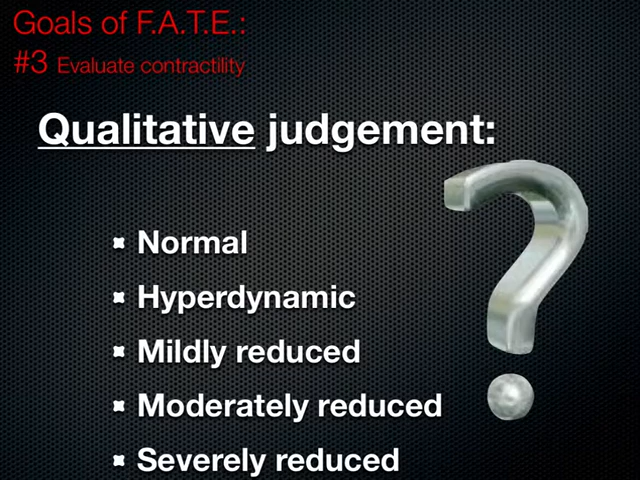 Goals of F.A.T.E.:
#3 Evaluate contractility
Qualitative judgement:
Normal
Hyperdynamic
Mildly reduced
Moderately reduced
Severely reduced
?